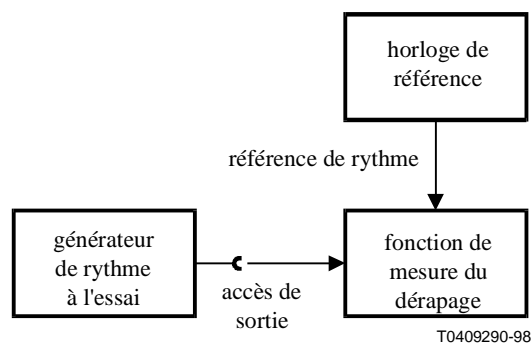 horloge de
référence
référence de rythme
générateur
de rythme
à l'essai
accès de
sortie
fonction de
mesure du
dérapage
T0409290-98